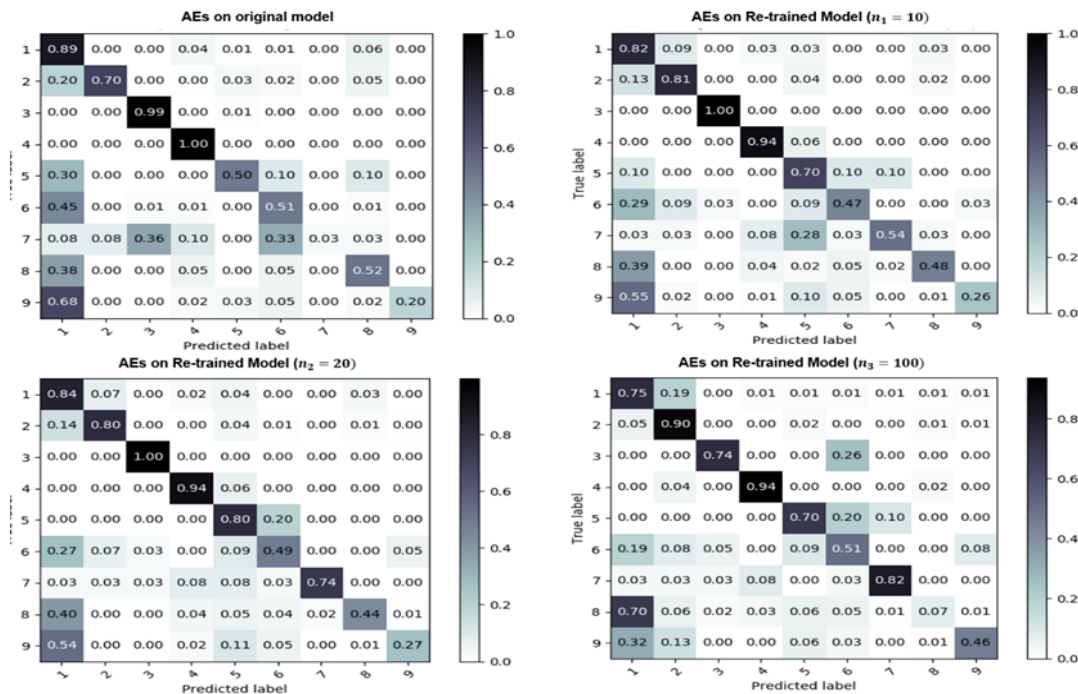 AEs on original model
1 0.89 0.00 0.00 0.04 0.01 0.01 0.00 0.06 0.00
2 0.20 0.70 0.00 0.00 0.03 0.02 0.00 0.05 0.00
3 0.00 0.00 0.99 0.00 0.01 0.00 0.00 0.00 0.00
4 0.00 0.00 0.00 1.00 0.00 0.00 0.00 0.00 0.00
5 0.30 0.00 0.00 0.00 0.50 0.10 0.00 0.10 0.00
6 0.45 0.00 0.01 0.01 0.00 0.51 0.00 0.01 0.00
7 0.08 0.08 0.36 0.10 0.00 0.33 0.03 0.03 0.00
8 0.38 0.00 0.00 0.05 0.00 0.05 0.00 0.52 0.00
9 0.68 0.00 0.00 0.02 0.03 0.05 0.00 0.02 0.20
1 2 3 4 5 6 7 8 9
Predicted label
1.0
0.8
0.6
0.4
0.2
0.0
AEs on Re-trained Model (n₁ = 10)
True label
1 0.82 0.09 0.00 0.03 0.03 0.00 0.00 0.03 0.00
2 0.13 0.81 0.00 0.00 0.04 0.00 0.00 0.02 0.00
3 0.00 0.00 1.00 0.00 0.00 0.00 0.00 0.00 0.00
4 0.00 0.00 0.00 0.94 0.06 0.00 0.00 0.00 0.00
5 0.10 0.00 0.00 0.00 0.70 0.10 0.10 0.00 0.00
6 0.29 0.09 0.03 0.00 0.09 0.47 0.00 0.00 0.03
7 0.03 0.03 0.00 0.08 0.28 0.03 0.54 0.00 0.00
8 0.39 0.00 0.00 0.04 0.02 0.05 0.02 0.48 0.00
9 0.55 0.02 0.00 0.01 0.10 0.05 0.00 0.01 0.26
1 2 3 4 5 6 7 8 9
Predicted label
1.0
0.8
0.6
0.4
0.2
0.0
AEs on Re-trained Model (n₂ = 20)
1 0.84 0.07 0.00 0.02 0.04 0.00 0.00 0.03 0.00
2 0.14 0.80 0.00 0.00 0.04 0.01 0.00 0.01 0.00
3 0.00 0.00 1.00 0.00 0.00 0.00 0.00 0.00 0.00
4 0.00 0.00 0.00 0.94 0.06 0.00 0.00 0.00 0.00
5 0.00 0.00 0.00 0.00 0.80 0.20 0.00 0.00 0.00
6 0.27 0.07 0.03 0.00 0.09 0.49 0.00 0.00 0.05
7 0.03 0.03 0.03 0.08 0.08 0.03 0.74 0.00 0.00
8 0.40 0.00 0.00 0.04 0.05 0.04 0.02 0.44 0.01
9 0.54 0.02 0.00 0.00 0.11 0.05 0.00 0.01 0.27
1 2 3 4 5 6 7 8 9
Predicted label
0.8
0.6
0.4
0.2
0.0
AEs on Re-trained Model (n₃ = 100)
True label
1 0.75 0.19 0.00 0.01 0.01 0.01 0.01 0.01 0.01
2 0.05 0.90 0.00 0.00 0.02 0.00 0.00 0.01 0.01
3 0.00 0.00 0.74 0.00 0.00 0.26 0.00 0.00 0.00
4 0.00 0.04 0.00 0.94 0.00 0.00 0.00 0.02 0.00
5 0.00 0.00 0.00 0.00 0.70 0.20 0.10 0.00 0.00
6 0.19 0.08 0.05 0.00 0.09 0.51 0.00 0.00 0.08
7 0.03 0.03 0.03 0.08 0.00 0.03 0.82 0.00 0.00
8 0.70 0.06 0.02 0.03 0.06 0.05 0.01 0.07 0.01
9 0.32 0.13 0.00 0.00 0.06 0.03 0.00 0.01 0.46
1 2 3 4 5 6 7 8 9
Predicted label
0.8
0.6
0.4
0.2
0.0